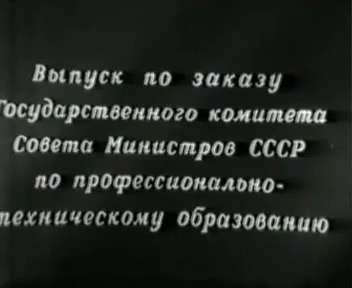 Выпуск по заказу
Государственного комитета
Совета Министров СССР
по профессионально-
техническому образованию